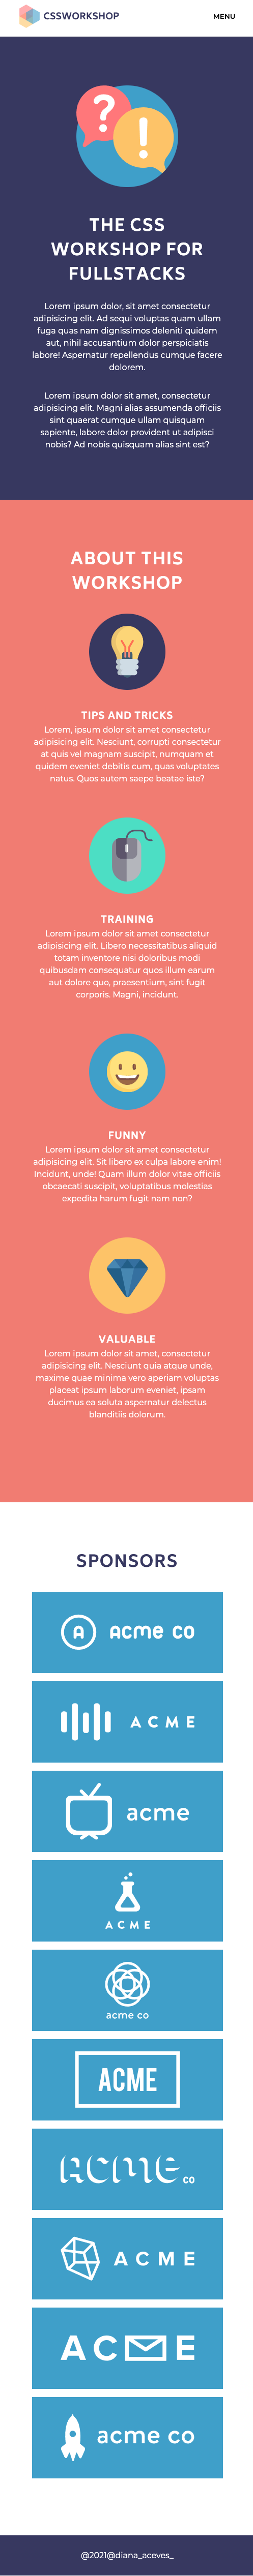 CSSWORKSHOP
MENU
?
!
THE CSS
WORKSHOP FOR
FULLSTACKS
Lorem ipsum dolor, sit amet consectetur
adipisicing elit. Ad sequi voluptas quam ullam
fuga quas nam dignissimos deleniti quidem
aut, nihil accusantium dolor perspiciatis
labore! Aspernatur repellendus cumque facere
dolorem.
Lorem ipsum dolor sit amet, consectetur
adipisicing elit. Magni alias assumenda officiis
sint quaerat cumque ullam quisquam
sapiente, labore dolor provident ut adipisci
nobis? Ad nobis quisquam alias sint est?
ABOUT THIS
WORKSHOP
TIPS AND TRICKS
Lorem, ipsum dolor sit amet consectetur
adipisicing elit. Nesciunt, corrupti consectetur
at quis vel magnam suscipit, numquam et
quidem eveniet debitis cum, quas voluptates
natus. Quos autem saepe beatae iste?
TRAINING
Lorem ipsum dolor sit amet consectetur
adipisicing elit. Libero necessitatibus aliquid
totam inventore nisi doloribus modi
quibusdam consequatur quos illum earum
aut dolore quo, praesentium, sint fugit
corporis. Magni, incidunt.
FUNNY
Lorem ipsum dolor sit amet consectetur
adipisicing elit. Sit libero ex culpa labore enim!
Incidunt, unde! Quam illum dolor vitae officiis
obcaecati suscipit, voluptatibus molestias
expedita harum fugit nam non?
VALUABLE
Lorem ipsum dolor sit amet, consectetur
adipisicing elit. Nesciunt quia atque unde,
maxime quae minima vero aperiam voluptas
placeat ipsum laborum eveniet, ipsam
ducimus ea soluta aspernatur delectus
blanditiis dolorum.
SPONSORS
A acme co
ACME
acme
ACME
acme co
ACME
ACME co
ACME
ACME
acme co
@2021@diana_aceves_